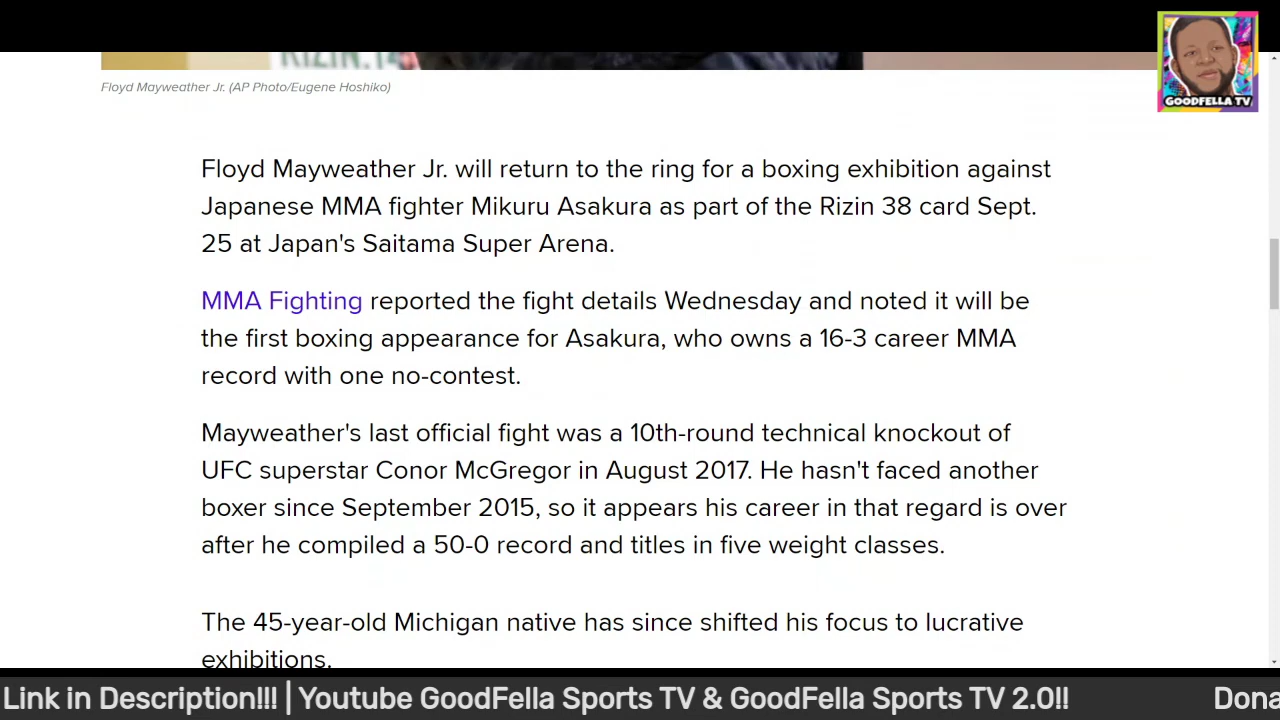 RIZIN.14
GOODFELLA TV
Floyd Mayweather Jr. (AP Photo/Eugene Hoshiko)
Floyd Mayweather Jr. will return to the ring for a boxing exhibition against
Japanese MMA fighter Mikuru Asakura as part of the Rizin 38 card Sept.
25 at Japan's Saitama Super Arena.
MMA Fighting reported the fight details Wednesday and noted it will be
the first boxing appearance for Asakura, who owns a 16-3 career MMA
record with one no-contest.
Mayweather's last official fight was a 10th-round technical knockout of
UFC superstar Conor McGregor in August 2017. He hasn't faced another
boxer since September 2015, so it appears his career in that regard is over
after he compiled a 50-0 record and titles in five weight classes.
The 45-year-old Michigan native has since shifted his focus to lucrative
exhibitions.
Link in Description!!! | Youtube GoodFella Sports TV & GoodFella Sports TV 2.0!! Dona